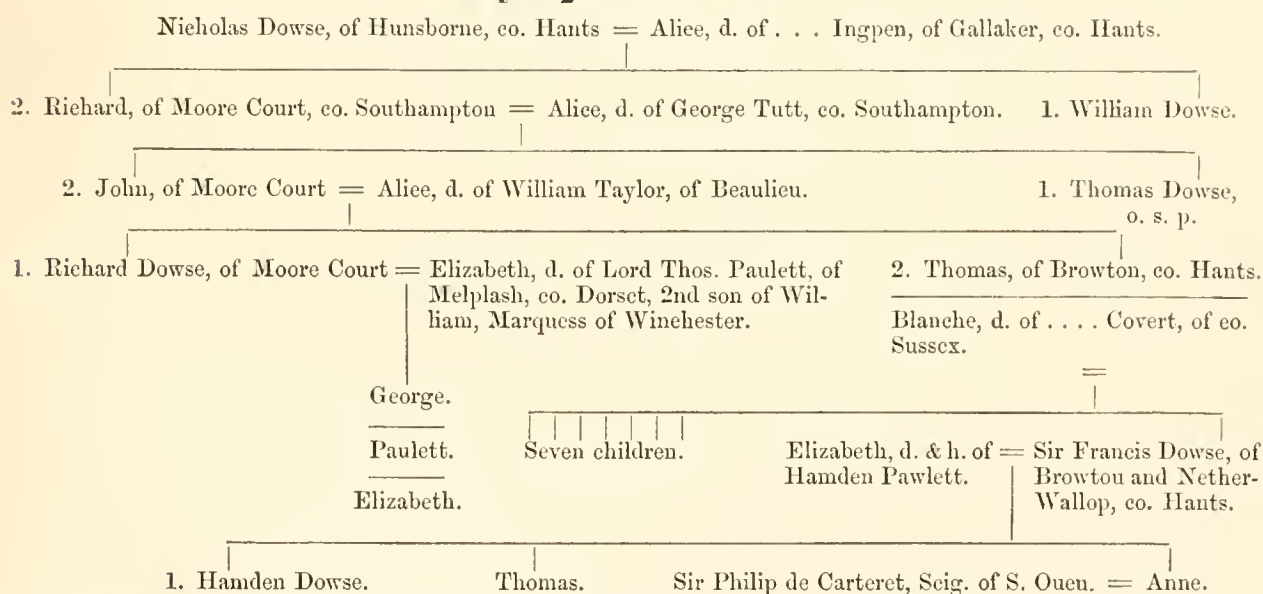 Nicholas Dowse, of Hunsborne, co. Hants = Alice, d. of . . . Ingpen, of Gallaker, co. Hants.
2. Richard, of Moore Court, co. Southampton = Alice, d. of George Tutt, co. Southampton. 1. William Dowse.
2. John, of Moore Court = Alice, d. of William Taylor, of Beaulieu. 1. Thomas Dowse,
o. s. p.
1. Richard Dowse, of Moore Court = Elizabeth, d. of Lord Thos. Paulett, of 2. Thomas, of Browton, co. Hants.
Melplash, co. Dorset, 2nd son of Wil-
liam, Marquess of Winchester. Blanche, d. of . . . . Covert, of co.
Sussex.
=
George.
Paulett. Seven children. Elizabeth, d. & h. of = Sir Francis Dowse, of
Hamden Pawlett. Browtou and Nether-
Elizabeth. Wallop, co. Hants.
1. Hamden Dowse. Thomas. Sir Philip de Carteret, Seig. of S. Oueu. = Anne.